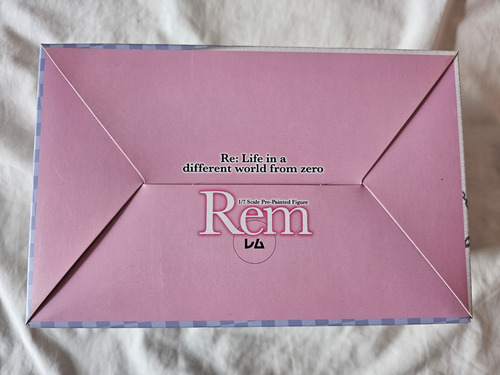 Re: Life in a
different world from zero
1/7 Scale Pre-Painted Figure
Rem
レム